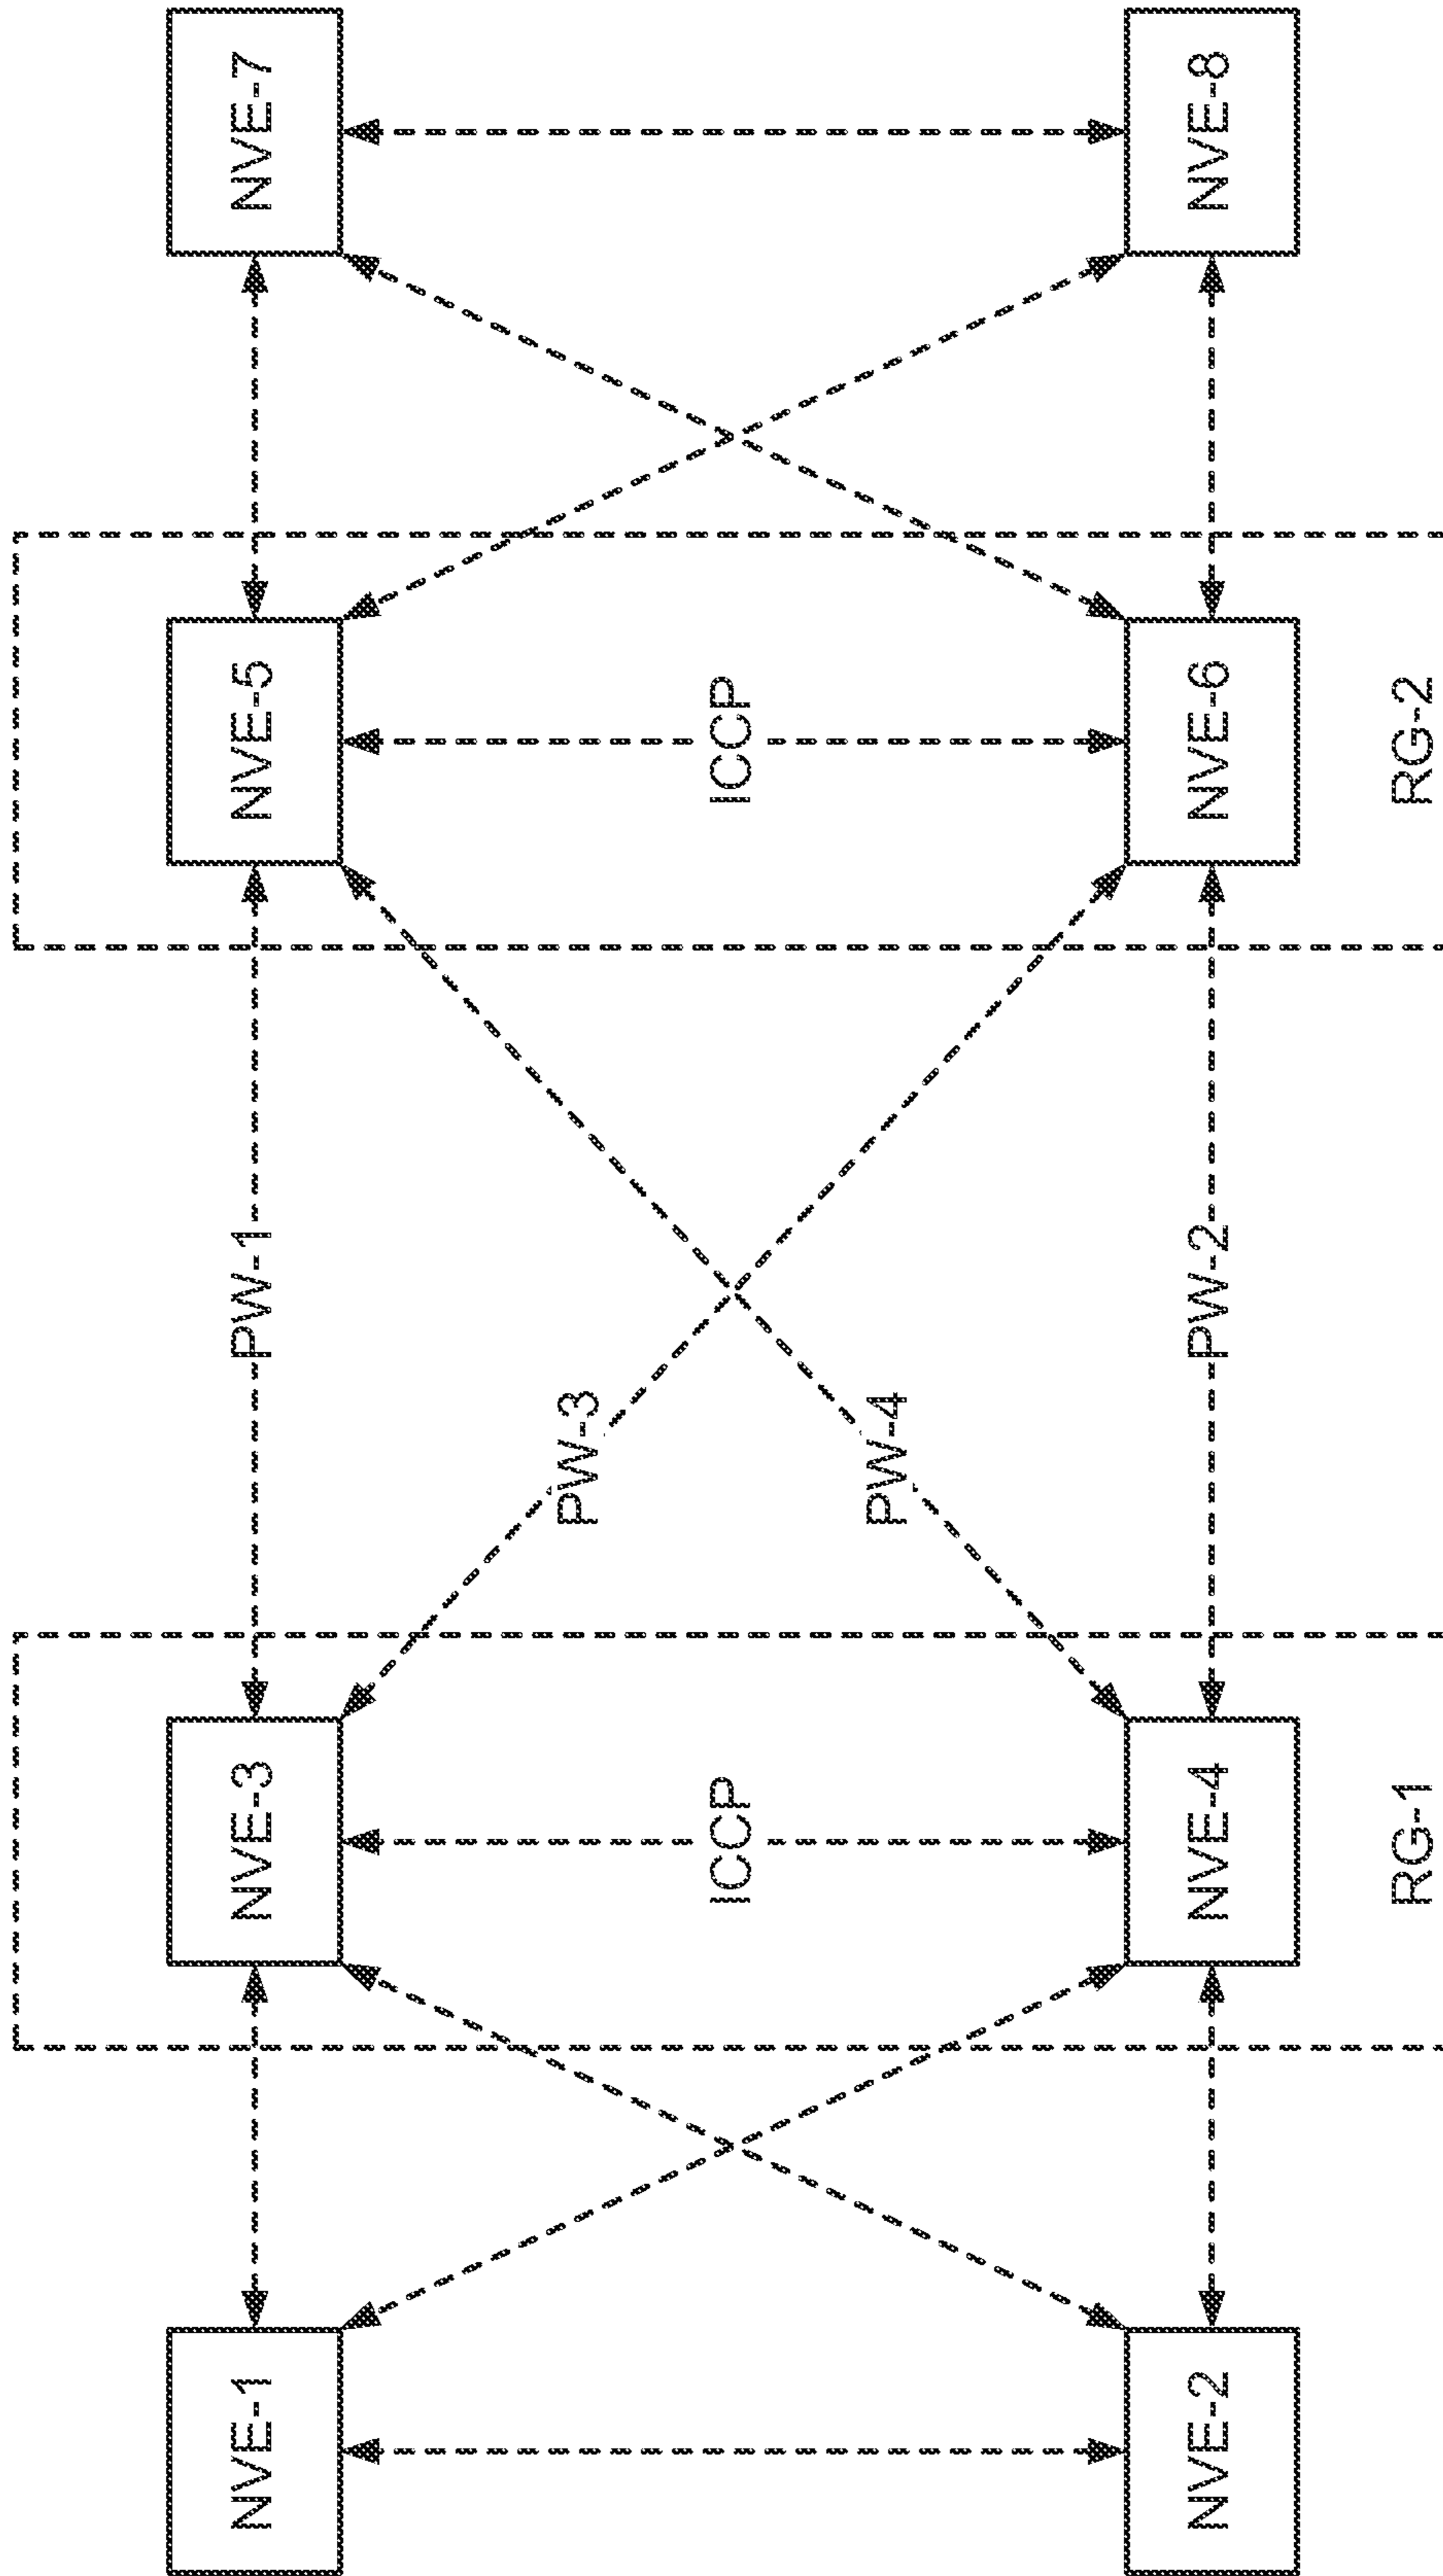 NVE-1
NVE-3
PW-1
NVE-5
NVE-7
PW-3
ICCP
ICCP
PW-4
NVE-2
NVE-4
PW-2
NVE-6
NVE-8
RG-1
RG-2